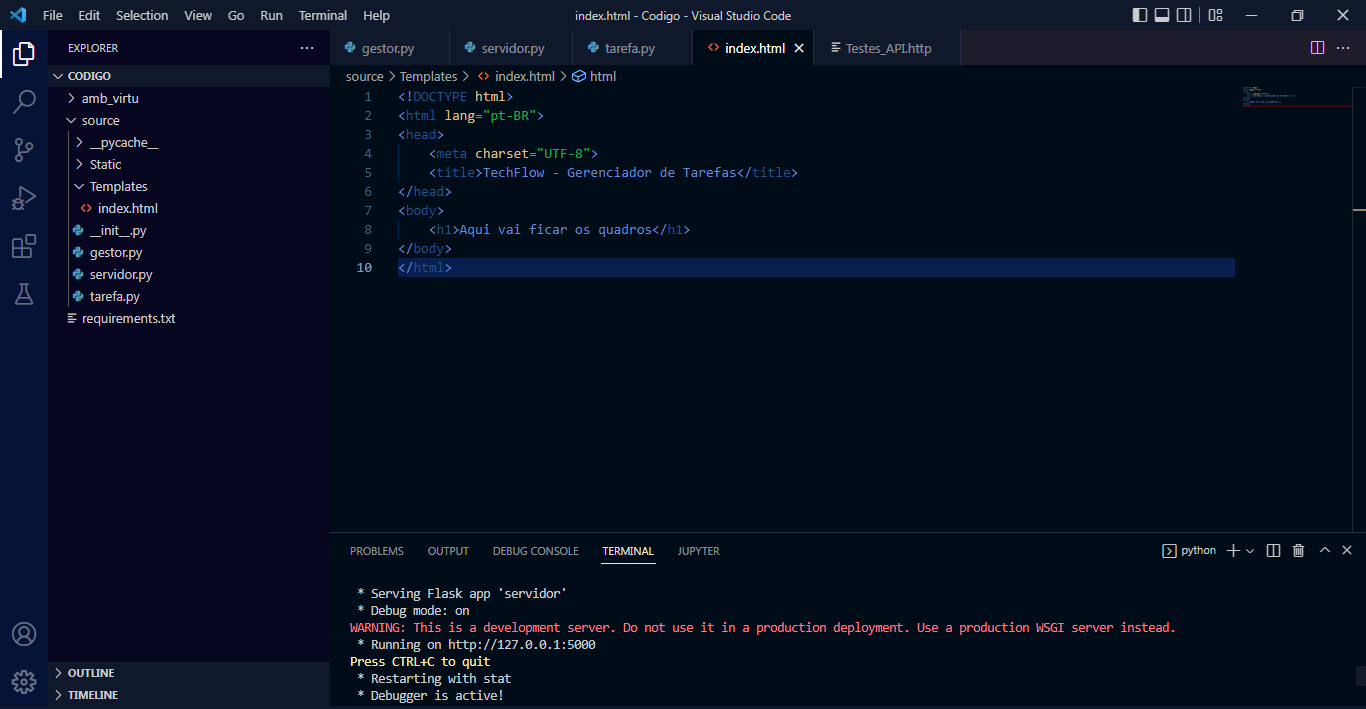 File Edit Selection View Go Run Terminal Help index.html - Codigo - Visual Studio Code
EXPLORER
CODIGO
amb_virtu
source
__pycache__
Static
Templates
index.html
__init__.py
gestor.py
servidor.py
tarefa.py
requirements.txt
OUTLINE
TIMELINE
gestor.py servidor.py tarefa.py index.html Testes_API.http
source > Templates > index.html > html
1 <!DOCTYPE html>
2 <html lang="pt-BR">
3 <head>
4 <meta charset="UTF-8">
5 <title>TechFlow - Gerenciador de Tarefas</title>
6 </head>
7 <body>
8 <h1>Aqui vai ficar os quadros</h1>
9 </body>
10 </html>
PROBLEMS OUTPUT DEBUG CONSOLE TERMINAL JUPYTER python
* Serving Flask app 'servidor'
* Debug mode: on
WARNING: This is a development server. Do not use it in a production deployment. Use a production WSGI server instead.
* Running on http://127.0.0.1:5000
Press CTRL+C to quit
* Restarting with stat
* Debugger is active!